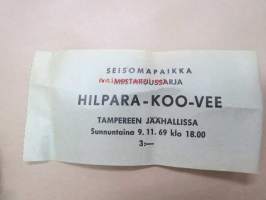 SEISOMAPAIKKA
MESTARUUSSARJA
HILPARA-KOO-VEE
TAMPEREEN JÄÄHALLISSA
Sunnuntaina 9.11.69 klo 18.00
3:—